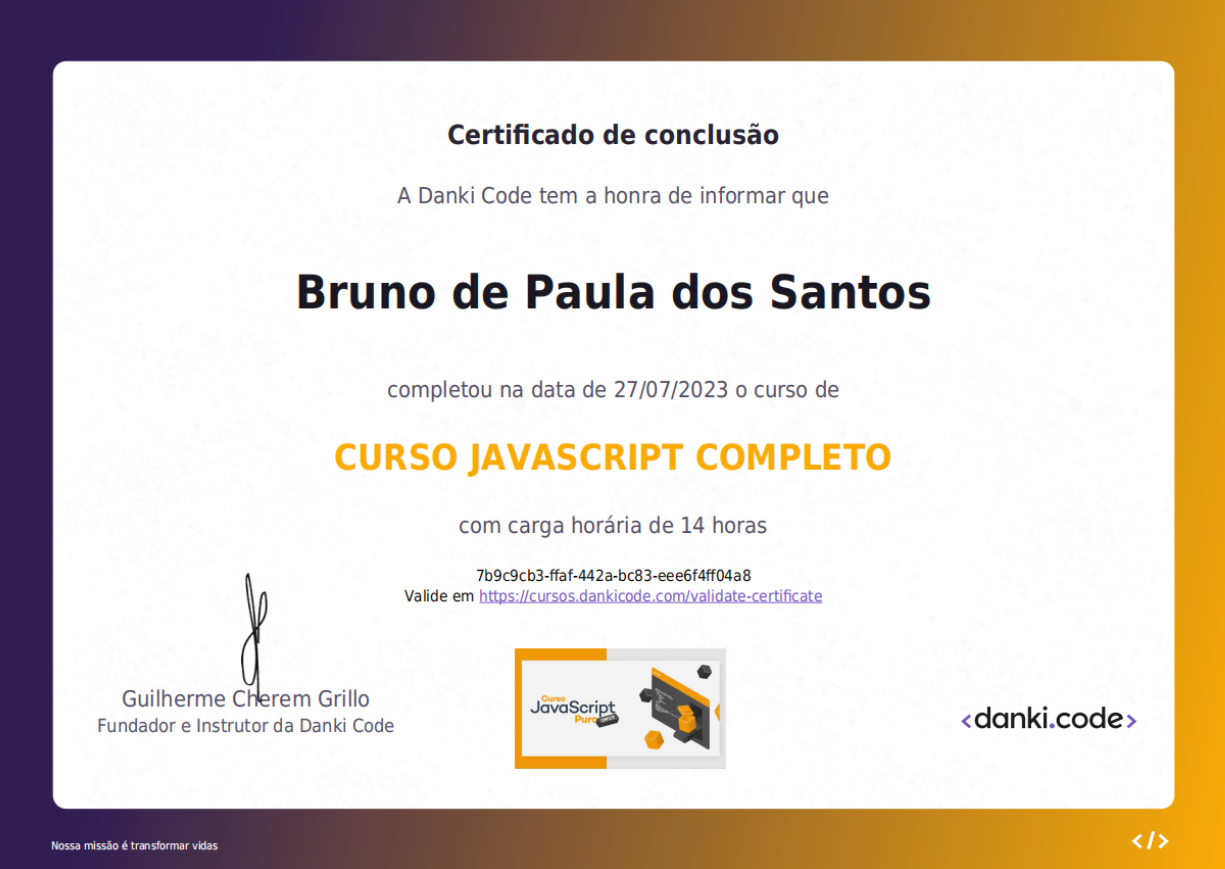 Certificado de conclusão
A Danki Code tem a honra de informar que
Bruno de Paula dos Santos
completou na data de 27/07/2023 o curso de
CURSO JAVASCRIPT COMPLETO
com carga horária de 14 horas
7b9c9cb3-ffaf-442a-bc83-eee6f4ff04a8
Valide em https://cursos.dankicode.com/validate-certificate
Guilherme Cherem Grillo
Fundador e Instrutor da Danki Code
Curso
JavaScript
Puro
<danki.code>
Nossa missão é transformar vidas
</>